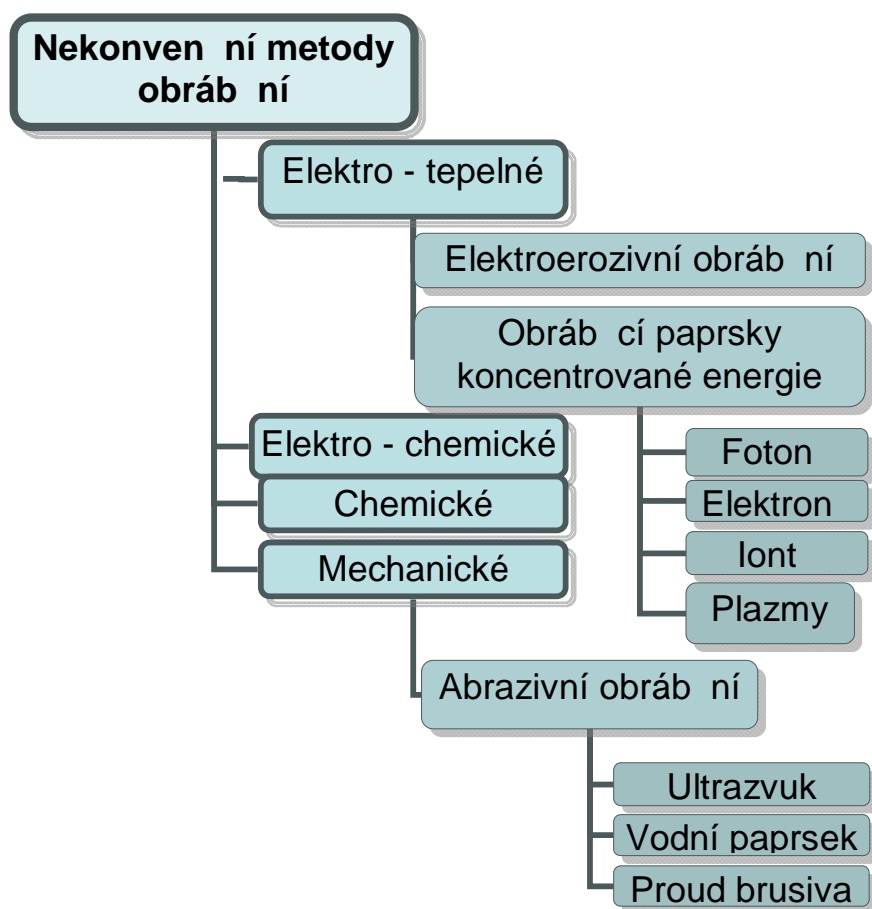 Nekonven ní metody
obráb ní
Elektro - tepelné
Elektroerozivní obráb ní
Obráb cí paprsky
koncentrované energie
Foton
Elektron
Iont
Plazmy
Elektro - chemické
Chemické
Mechanické
Abrazivní obráb ní
Ultrazvuk
Vodní paprsek
Proud brusiva